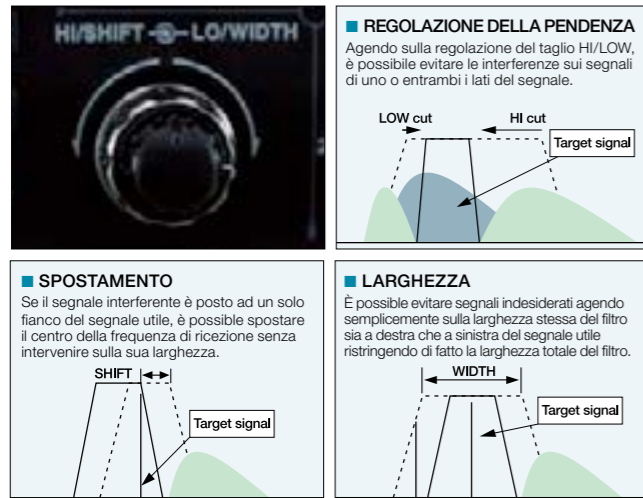 HI/SHIFT LO/WIDTH
■ REGOLAZIONE DELLA PENDENZA
Agendo sulla regolazione del taglio HI/LOW,
è possibile evitare le interferenze sui segnali
di uno o entrambi i lati del segnale.
LOW cut HI cut
Target signal
■ SPOSTAMENTO
Se il segnale interferente è posto ad un solo
fianco del segnale utile, è possible spostare
il centro della frequenza di ricezione senza
intervenire sulla sua larghezza.
SHIFT
Target signal
■ LARGHEZZA
È possible evitare segnali indesiderati agendo
semplicemente sulla larghezza stessa del filtro
sia a destra che a sinistra del segnale utile
ristringendo di fatto la larghezza totale del filtro.
WIDTH
Target signal